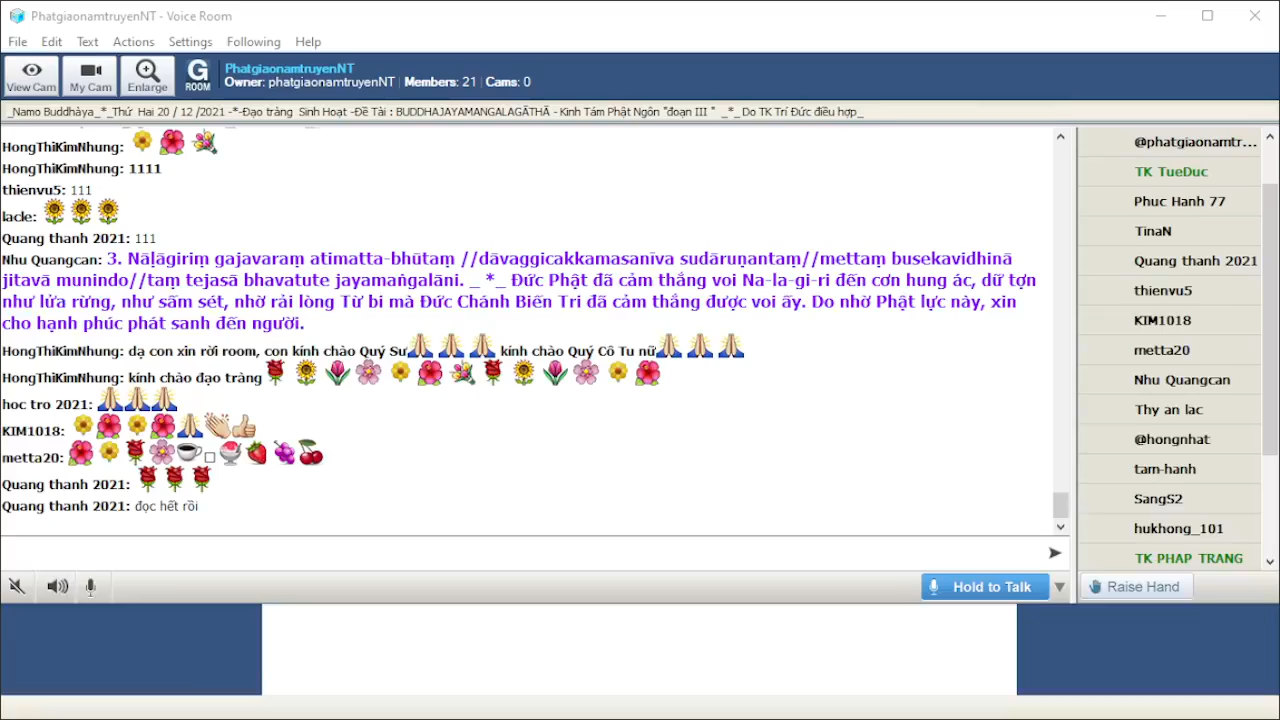 PhatgiaonamtruyenNT - Voice Room
File Edit Text Actions Settings Following Help
View Cam My Cam Enlarge G ROOM
PhatgiaonamtruyenNT
Owner: phatgiaonamtruyenNT | Members: 21 | Cams: 0
_Namo Buddhàya_*_Thứ Hai 20 / 12 /2021 -*-Đạo tràng Sinh Hoạt -Đề Tài : BUDDHAJAYAMANGALAGĀTHĀ - Kinh Tám Phật Ngôn "đoạn III " _*_ Do TK Trí Đức điều hợp_
HongThiKimNhung:
HongThiKimNhung: 1111
thienvu5: 111
lacle:
Quang thanh 2021: 111
Nhu Quangcan: 3. Nāḷāgiriṃ gajavaraṃ atimatta-bhūtaṃ //dāvaggicakkamasanīva sudāruṇantaṃ//mettaṃ busekavidhinā
jitavā munindo//taṃ tejasā bhavatute jayamaṅgalāni. _ *_ Đức Phật đã cảm thắng voi Na-la-gi-ri đến cơn hung ác, dữ tợn
như lửa rừng, như sấm sét, nhờ rải lòng Từ bi mà Đức Chánh Biến Tri đã cảm thắng được voi ấy. Do nhờ Phật lực này, xin
cho hạnh phúc phát sanh đến người.
HongThiKimNhung: dạ con xin rời room, con kính chào Quý Sư kính chào Quý Cô Tu nữ
HongThiKimNhung: kính chào đạo tràng
hoc tro 2021:
KIM1018:
metta20:
Quang thanh 2021:
Quang thanh 2021: đọc hết rồi
@phatgiaonamtr...
TK TueDuc
Phuc Hanh 77
TinaN
Quang thanh 2021
thienvu5
KIM1018
metta20
Nhu Quangcan
Thy an lac
@hongnhat
tam-hanh
SangS2
hukhong_101
TK PHAP TRANG
Hold to Talk
Raise Hand